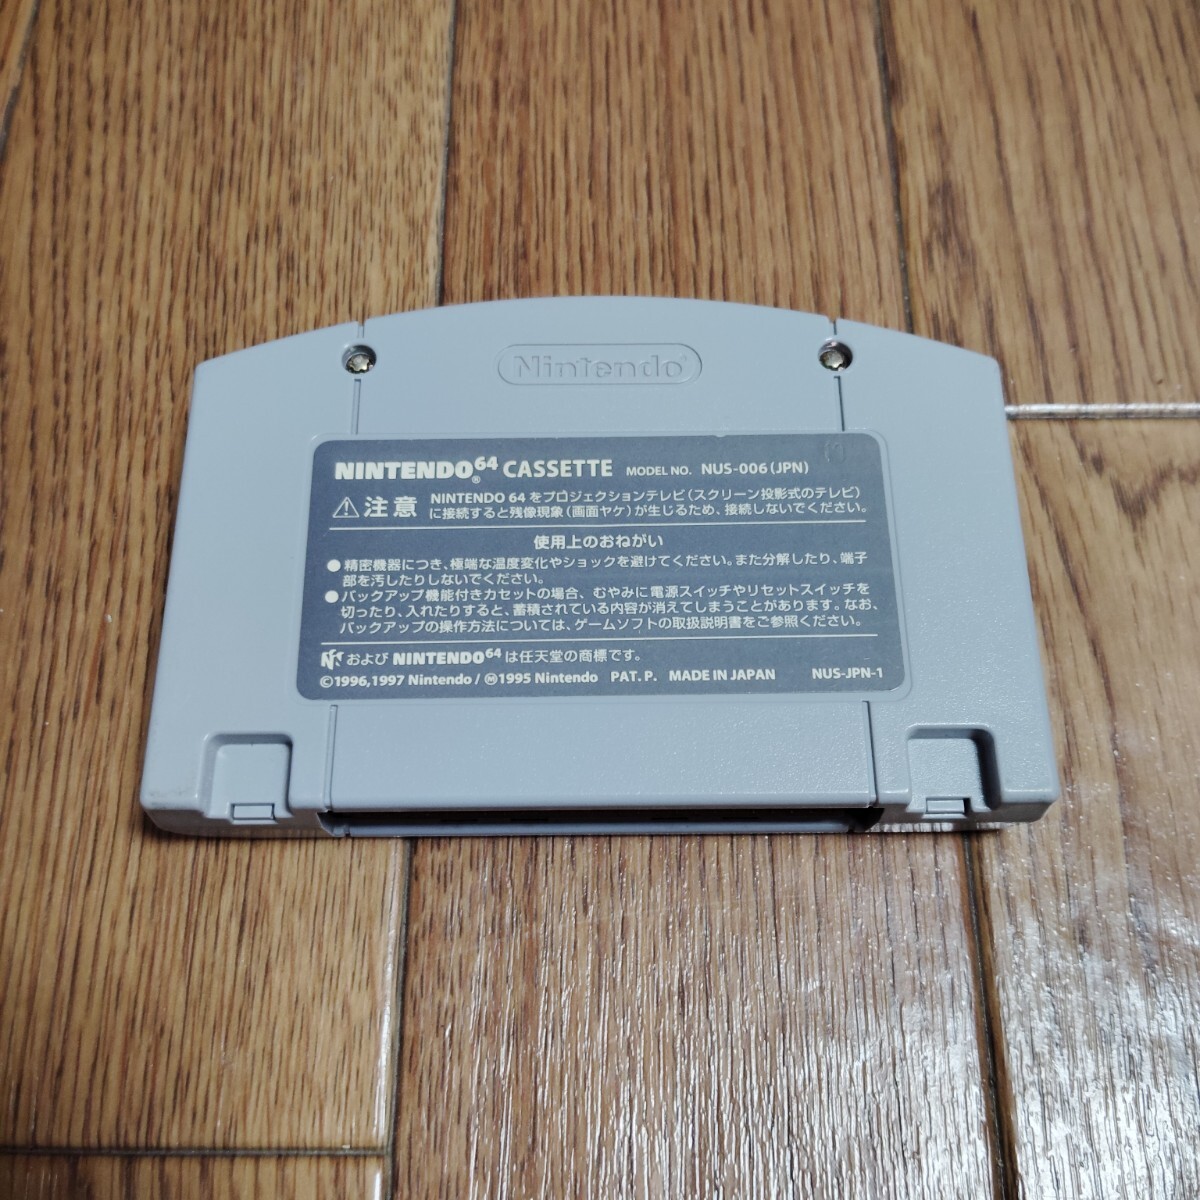 Nintendo
NINTENDO64® CASSETTE MODEL NO. NUS-006(JPN)
注意 NINTENDO 64 をプロジェクションテレビ(スクリーン投影式のテレビ)
に接続すると残像現象(画面ヤケ)が生じるため、接続しないでください。
使用上のおねがい
●精密機器につき、極端な温度変化やショックを避けてください。また分解したり、端子
部を汚したりしないでください。
●バックアップ機能付きカセットの場合、むやみに電源スイッチやリセットスイッチを
切ったり、入れたりすると、蓄積されている内容が消えてしまうことがあります。なお、
バックアップの操作方法については、ゲームソフトの取扱説明書をご参照ください。
および NINTENDO64 は任天堂の商標です。
©1996,1997 Nintendo/Ⓜ1995 Nintendo PAT.P. MADE IN JAPAN NUS-JPN-1